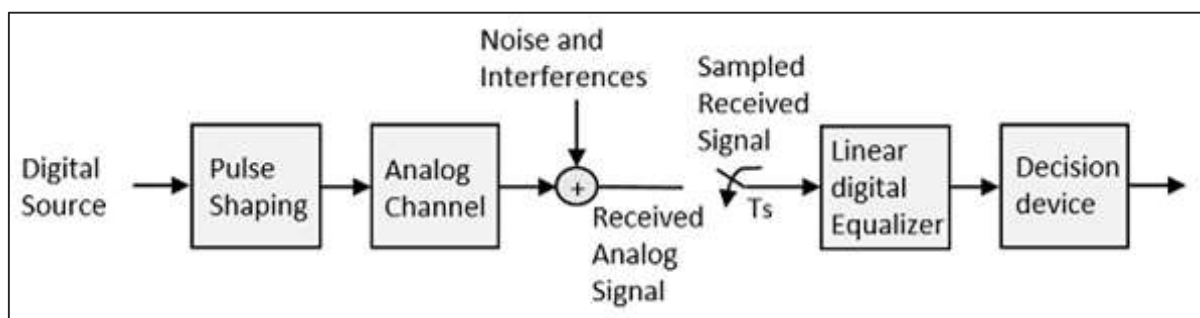 Digital
Source
Pulse
Shaping
Analog
Channel
Noise and
Interferences
+
Received
Analog
Signal
Sampled
Received
Signal
Ts
Linear
digital
Equalizer
Decision
device